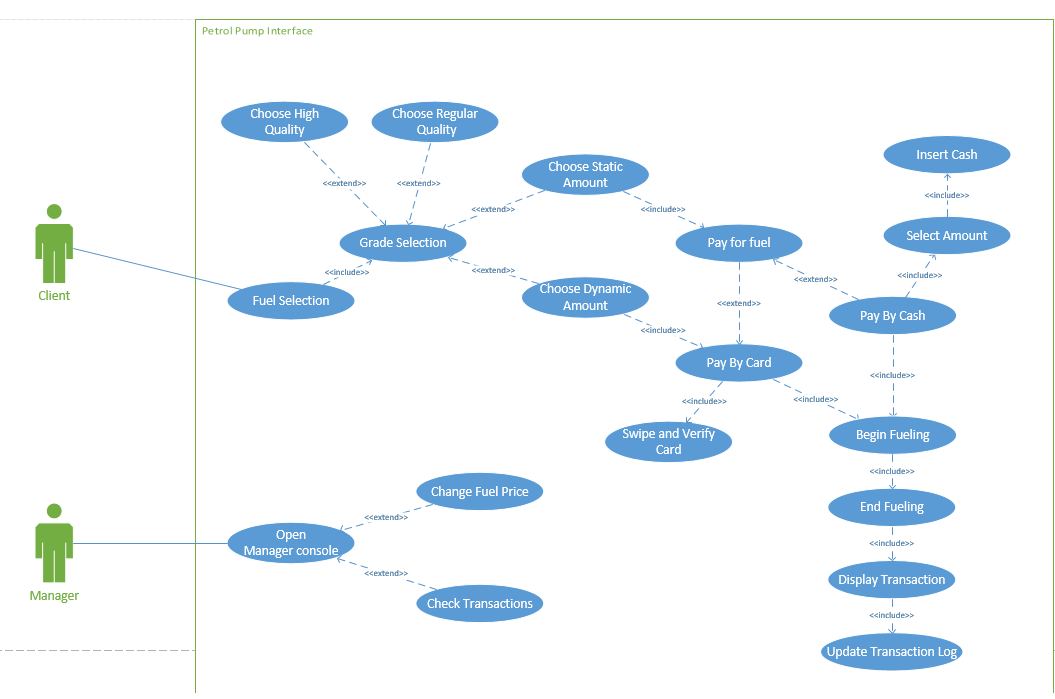 Petrol Pump Interface
Choose High
Quality
Choose Regular
Quality
Choose Static
Amount
Insert Cash
<<extend>>
<<extend>>
<<include>>
<<extend>>
<<include>>
Grade Selection
Pay for fuel
Select Amount
<<include>>
<<extend>>
<<extend>>
<<include>>
Client
Fuel Selection
Choose Dynamic
Amount
<<extend>>
Pay By Cash
<<include>>
Pay By Card
<<include>>
<<include>>
<<include>>
Swipe and Verify
Card
Begin Fueling
<<include>>
Change Fuel Price
End Fueling
<<extend>>
Open
Manager console
<<include>>
<<extend>>
Display Transaction
Manager
Check Transactions
<<include>>
Update Transaction Log